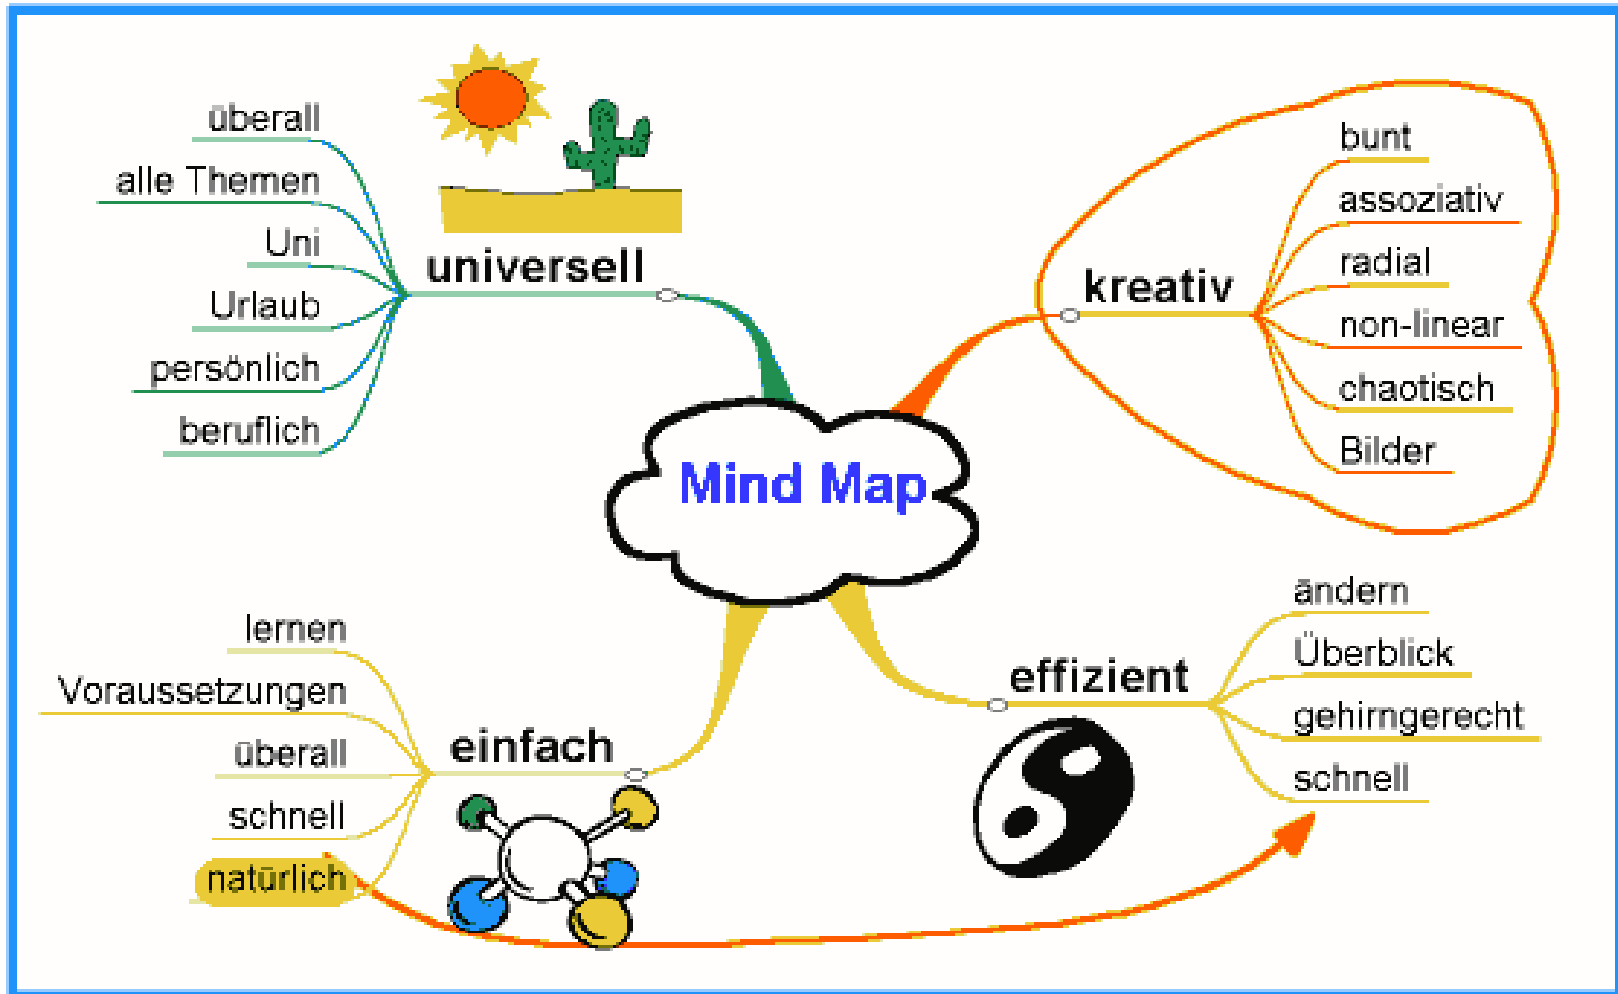 Mind Map
universell
überall
alle Themen
Uni
Urlaub
persönlich
beruflich
kreativ
bunt
assoziativ
radial
non-linear
chaotisch
Bilder
einfach
lernen
Voraussetzungen
überall
schnell
natürlich
effizient
ändern
Überblick
gehirngerecht
schnell